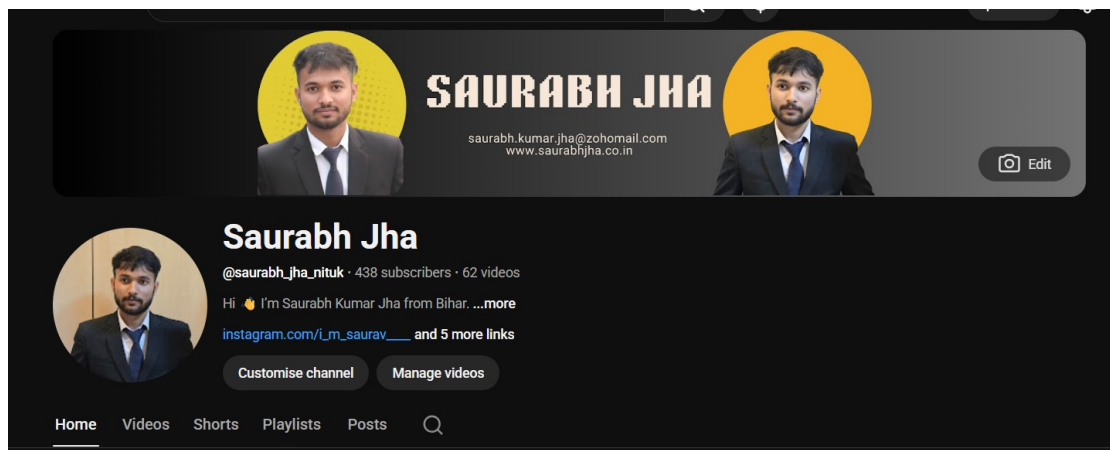 SAURABH JHA
saurabh.kumar.jha@zohomail.com
www.saurabhjha.co.in
Edit
Saurabh Jha
@saurabh_jha_nituk · 438 subscribers · 62 videos
Hi 👋 I'm Saurabh Kumar Jha from Bihar. ...more
instagram.com/i_m_saurav____ and 5 more links
Customise channel Manage videos
Home Videos Shorts Playlists Posts